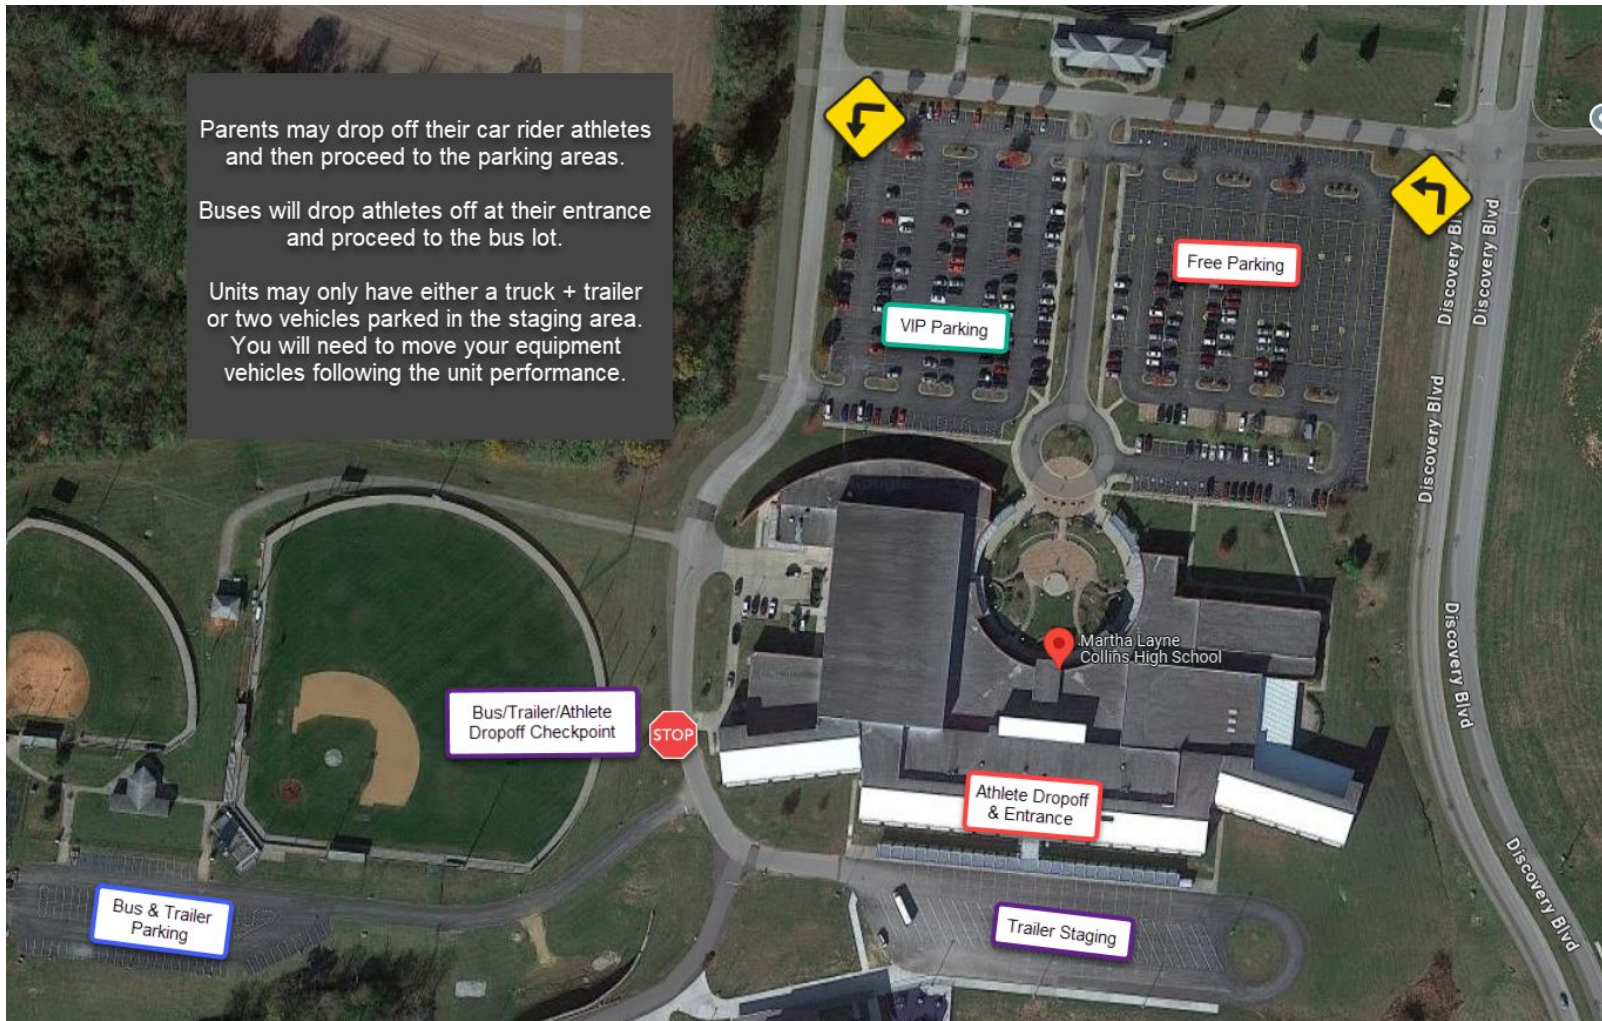 Parents may drop off their car rider athletes
and then proceed to the parking areas.
Buses will drop athletes off at their entrance
and proceed to the bus lot.
Units may only have either a truck + trailer
or two vehicles parked in the staging area.
You will need to move your equipment
vehicles following the unit performance.
Free Parking
VIP Parking
Discovery Bl
Discovery Blvd
Discovery Blvd
Google
Martha Layne
Collins High School
Discovery Blvd
Bus/Trailer/Athlete
Dropoff Checkpoint
STOP
Athlete Dropoff
& Entrance
Discovery Blvd
Bus & Trailer
Parking
Trailer Staging